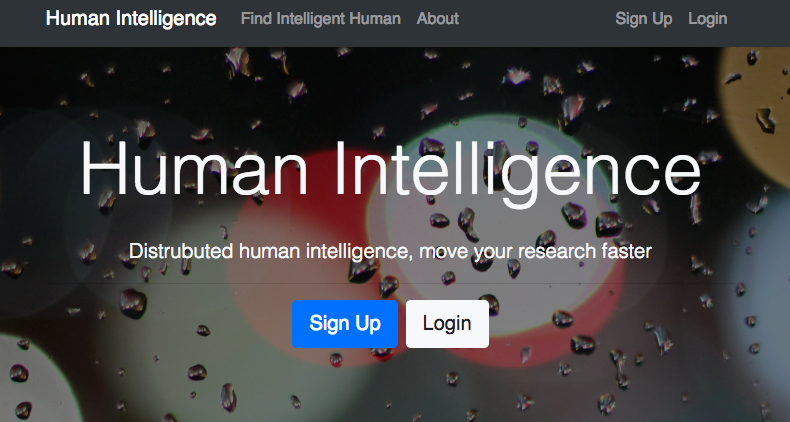 Human Intelligence Find Intelligent Human About Sign Up Login
Human Intelligence
Distrubuted human intelligence, move your research faster
Sign Up Login